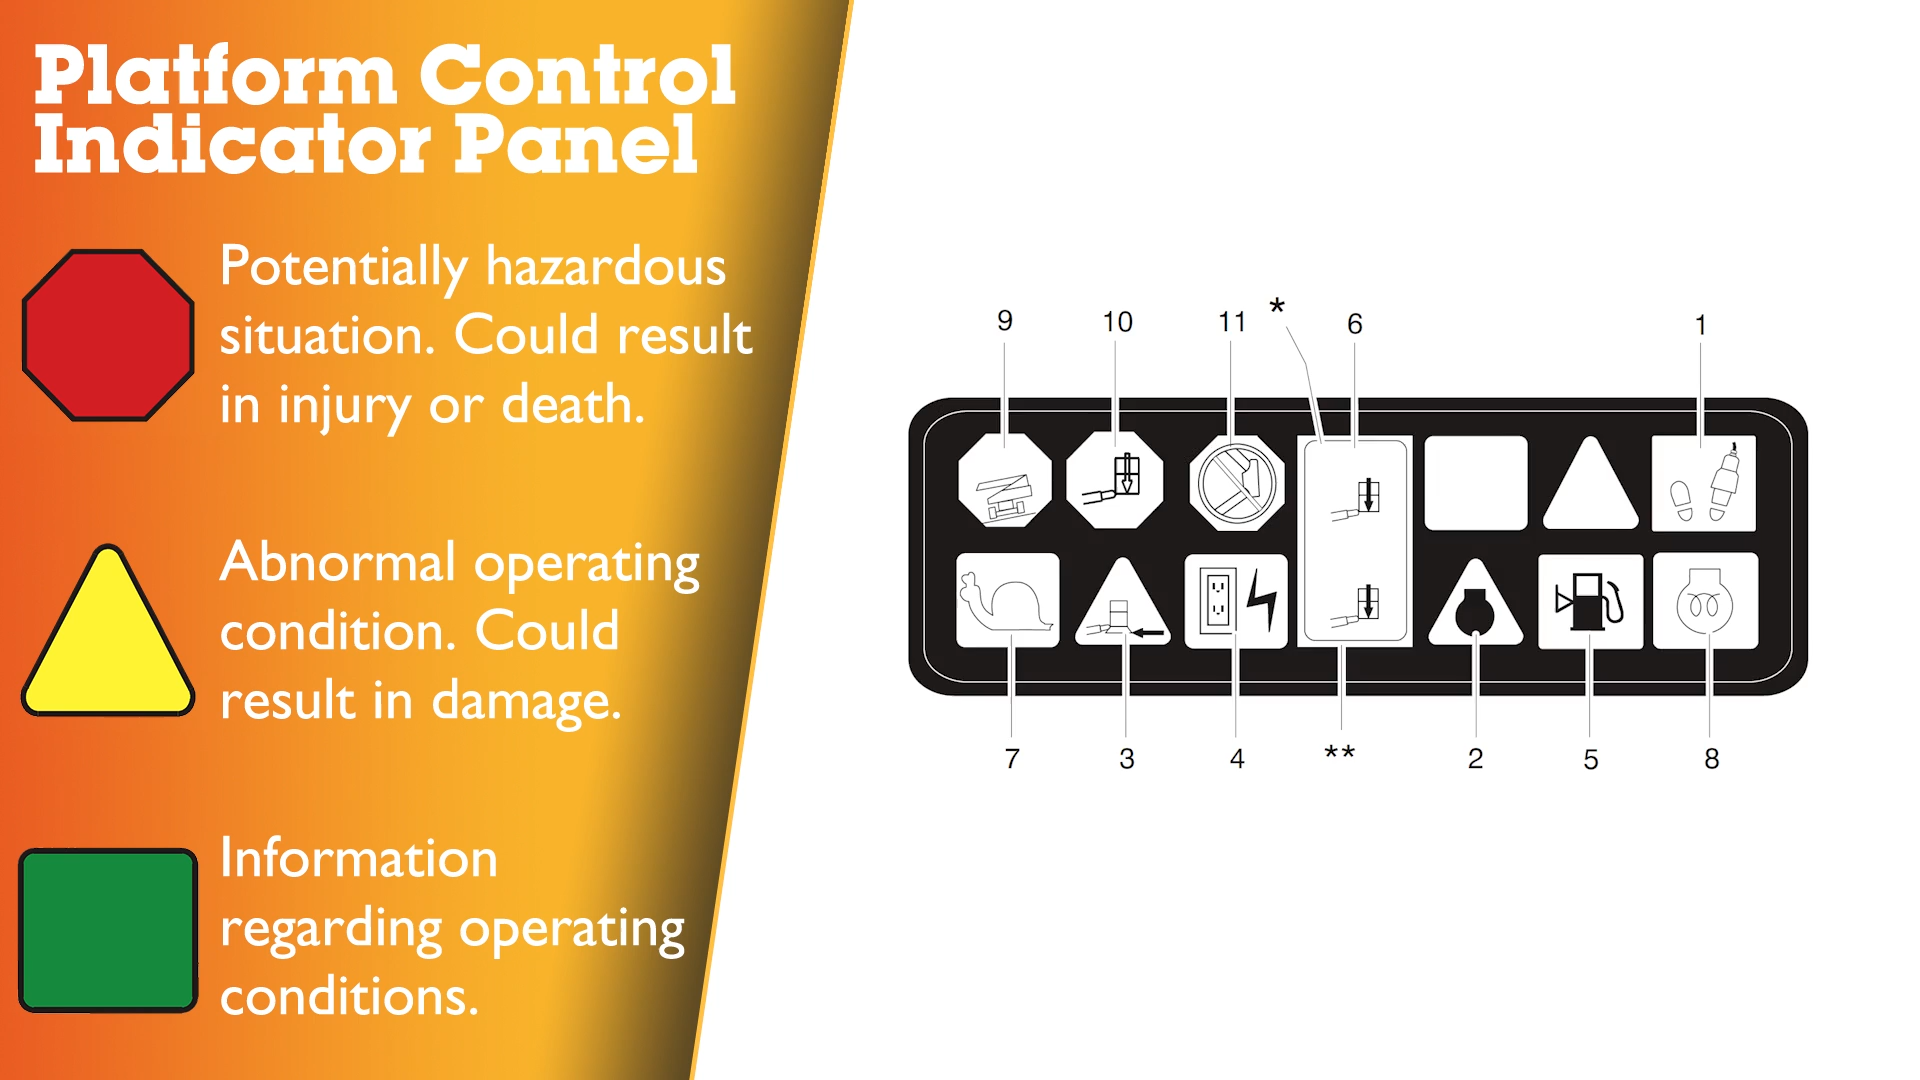 Platform Control
Indicator Panel
Potentially hazardous
situation. Could result
in injury or death.
Abnormal operating
condition. Could
result in damage.
Information
regarding operating
conditions.
9 10 11 * 6 1
7 3 4 ** 2 5 8